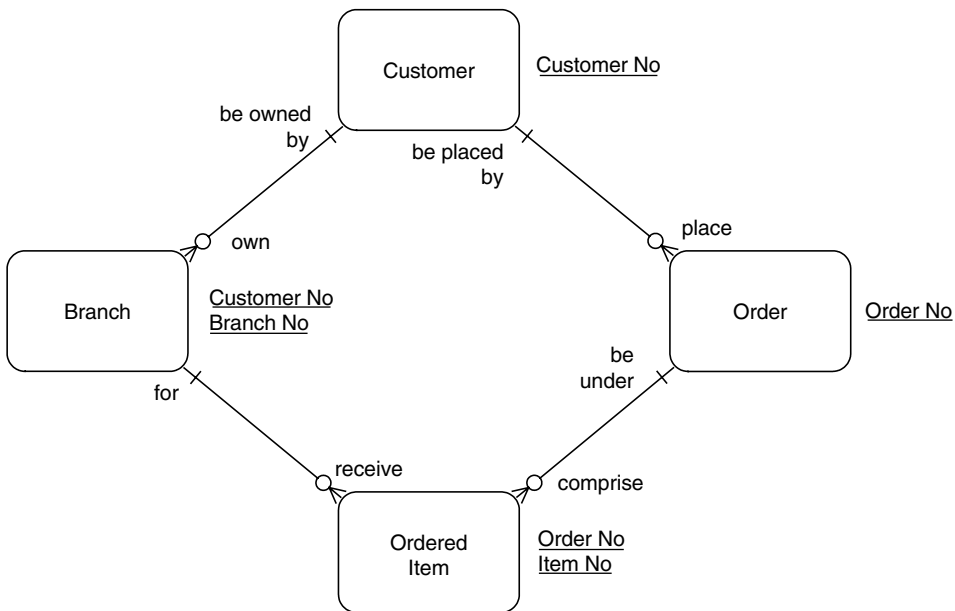 Customer
Customer No
be owned
by
be placed
by
own
place
Branch
Customer No
Branch No
Order
Order No
for
be
under
receive
comprise
Ordered
Item
Order No
Item No